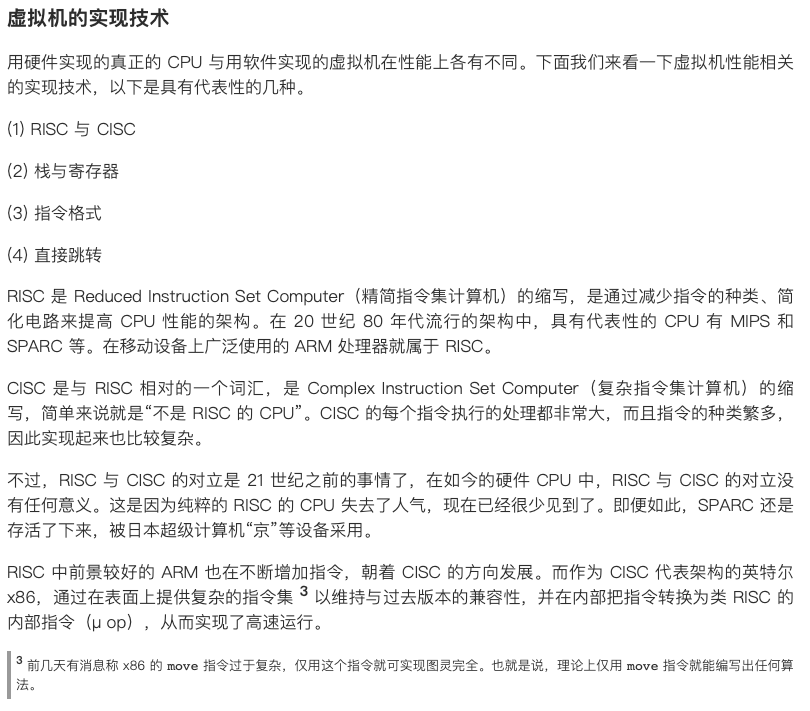 虚拟机的实现技术
用硬件实现的真正的 CPU 与用软件实现的虚拟机在性能上各有不同。下面我们来看一下虚拟机性能相关
的实现技术，以下是具有代表性的几种。
(1) RISC 与 CISC
(2) 栈与寄存器
(3) 指令格式
(4) 直接跳转
RISC 是 Reduced Instruction Set Computer（精简指令集计算机）的缩写，是通过减少指令的种类、简
化电路来提高 CPU 性能的架构。在 20 世纪 80 年代流行的架构中，具有代表性的 CPU 有 MIPS 和
SPARC 等。在移动设备上广泛使用的 ARM 处理器就属于 RISC。
CISC 是与 RISC 相对的一个词汇，是 Complex Instruction Set Computer（复杂指令集计算机）的缩
写，简单来说就是“不是 RISC 的 CPU”。CISC 的每个指令执行的处理都非常大，而且指令的种类繁多，
因此实现起来也比较复杂。
不过，RISC 与 CISC 的对立是 21 世纪之前的事情了，在如今的硬件 CPU 中，RISC 与 CISC 的对立没
有任何意义。这是因为纯粹的 RISC 的 CPU 失去了人气，现在已经很少见到了。即便如此，SPARC 还是
存活了下来，被日本超级计算机“京”等设备采用。
RISC 中前景较好的 ARM 也在不断增加指令，朝着 CISC 的方向发展。而作为 CISC 代表架构的英特尔
x86，通过在表面上提供复杂的指令集 3 以维持与过去版本的兼容性，并在内部把指令转换为类 RISC 的
内部指令（μ op），从而实现了高速运行。
3 前几天有消息称 x86 的 move 指令过于复杂，仅用这个指令就可实现图灵完全。也就是说，理论上仅用 move 指令就能编写出任何算
法。